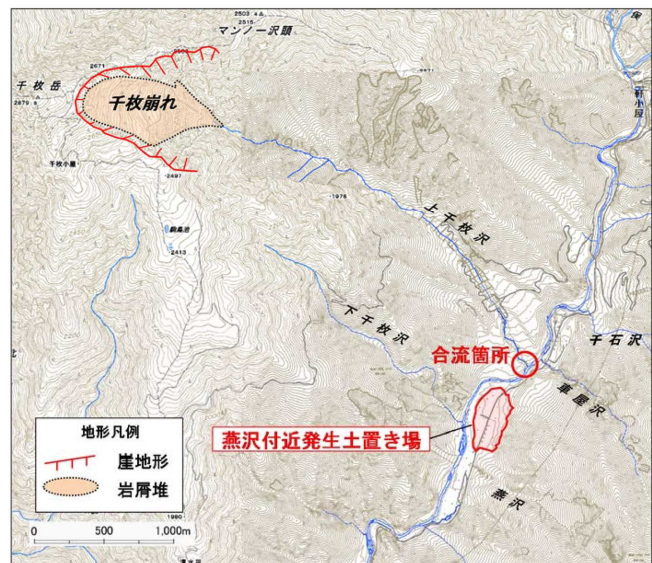 2503
2515
マンノー沢頭
2671
千枚岳
2879.8
千枚崩れ
千枚小屋
2497
1978
駒鳥池
2413
上千枚沢
下千枚沢
合流箇所
千石沢
車屋沢
燕沢付近発生土置き場
燕沢
地形凡例
崖地形
岩屑堆
0 500 1,000m
1980